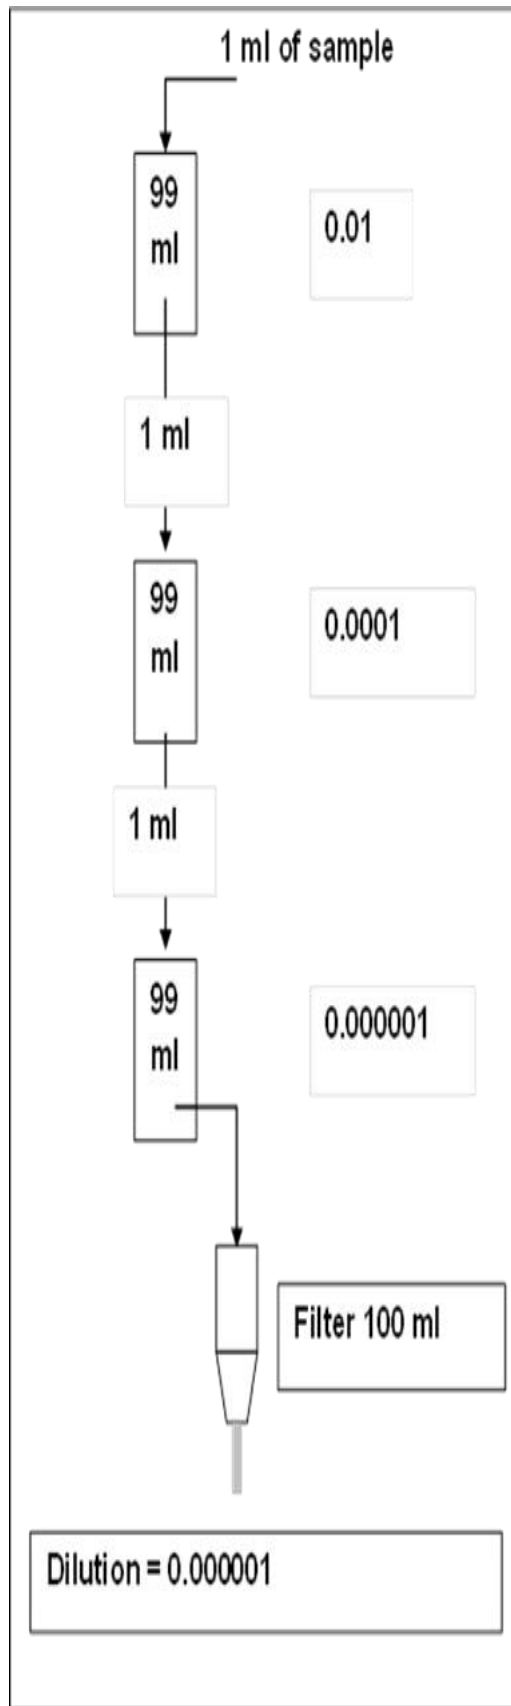 1 ml of sample
99
ml
0.01
1 ml
99
ml
0.0001
1 ml
99
ml
0.000001
Filter 100 ml
Dilution = 0.000001